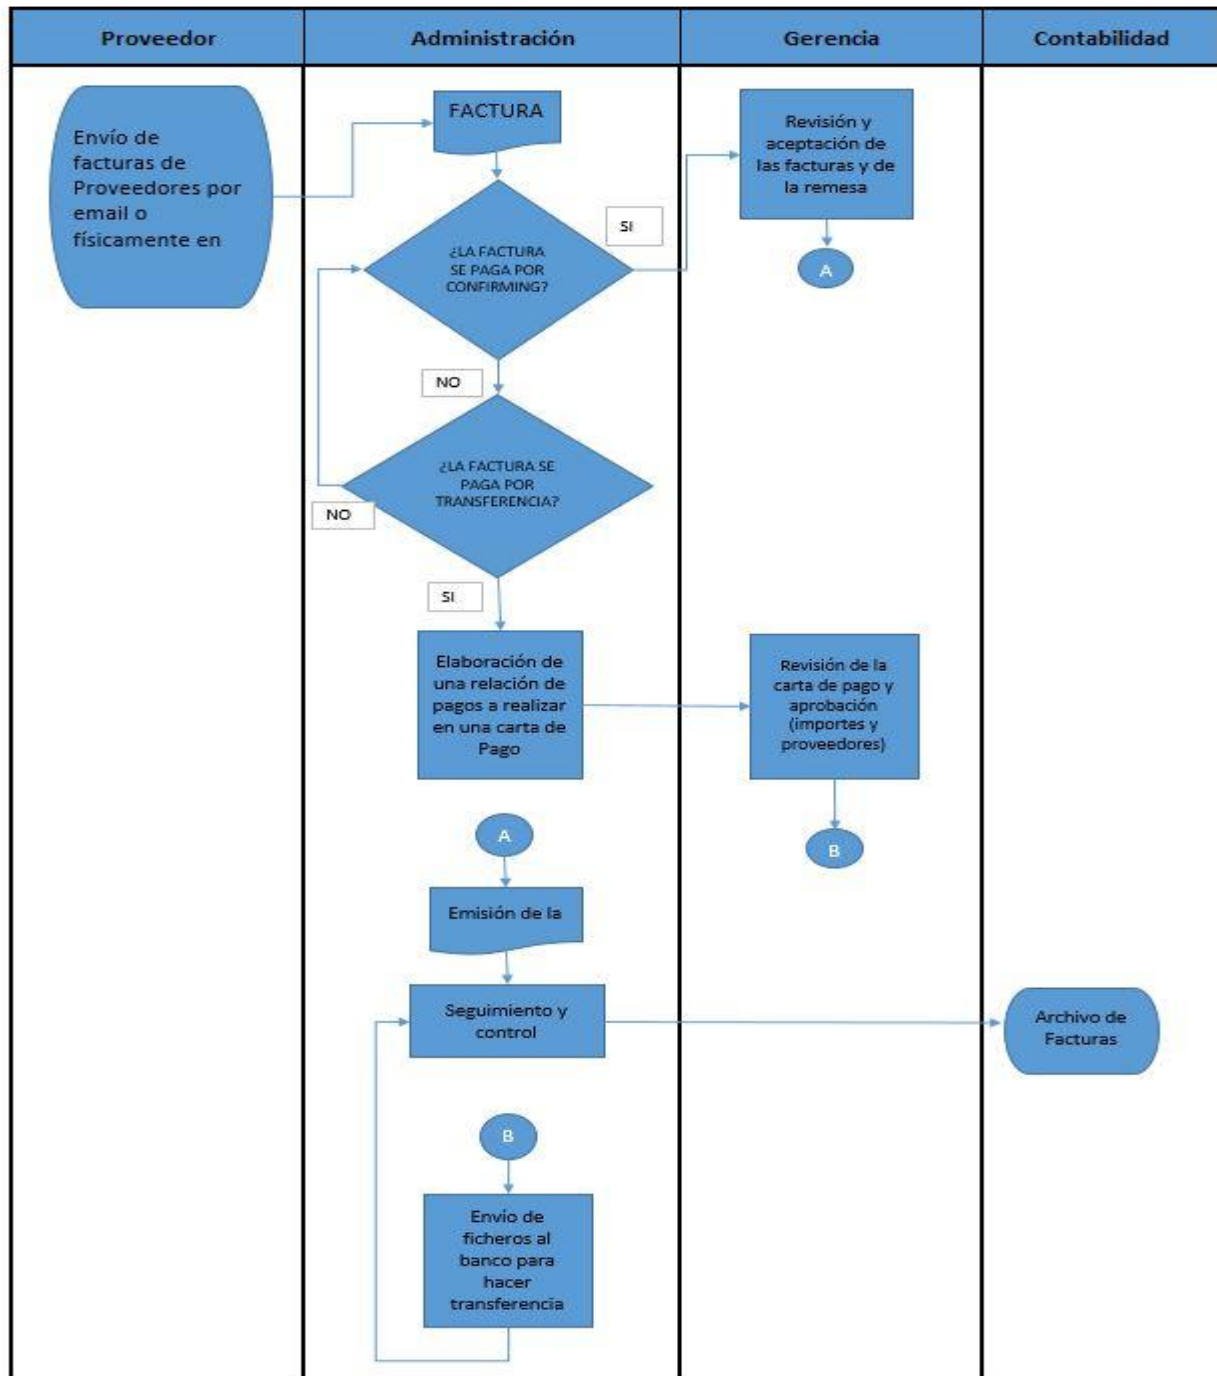 Proveedor
Administración
Gerencia
Contabilidad
Envío de
facturas de
Proveedores por
email o
físicamente en
FACTURA
Revisión y
aceptación de
las facturas y de
la remesa
SI
¿LA FACTURA
SE PAGA POR
CONFIRMING?
A
NO
¿LA FACTURA SE
PAGA POR
TRANSFERENCIA?
NO
SI
Elaboración de
una relación de
pagos a realizar
en una carta de
Pago
Revisión de la
carta de pago y
aprobación
(importes y
proveedores)
A
B
Emisión de la
Seguimiento y
control
Archivo de
Facturas
B
Envío de
ficheros al
banco para
hacer
transferencia